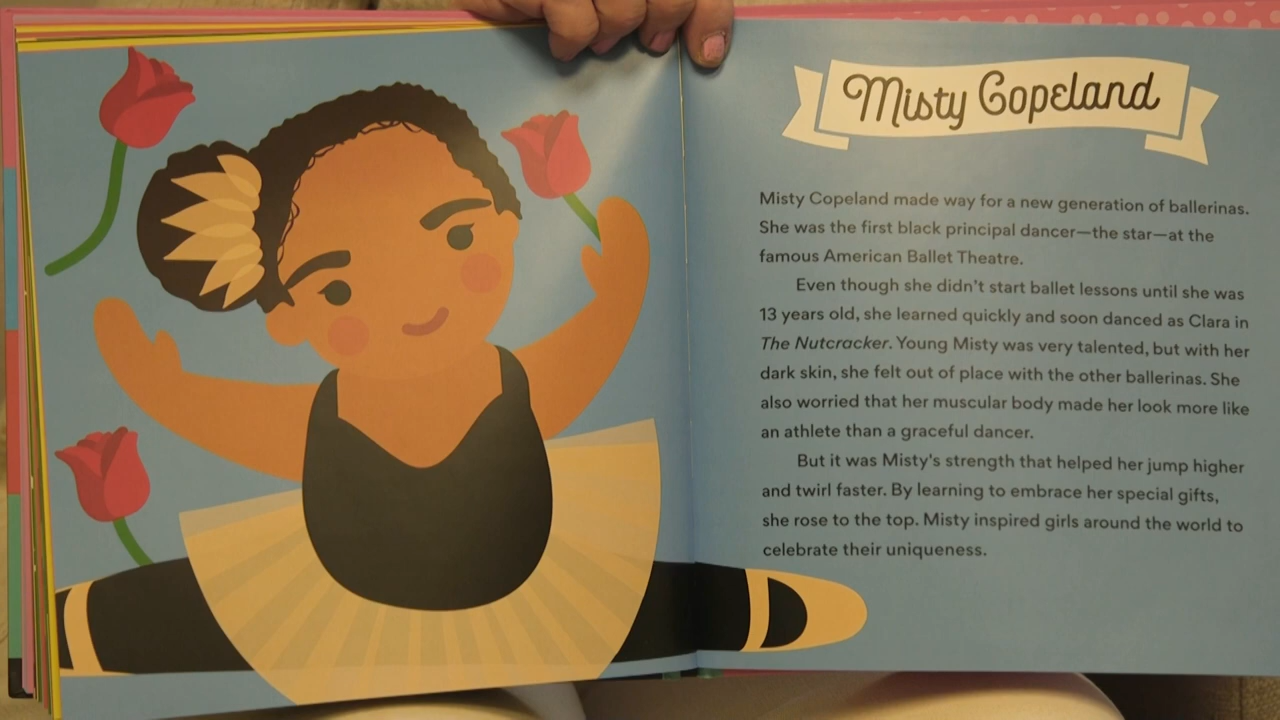 Misty Copeland
Misty Copeland made way for a new generation of ballerinas.
She was the first black principal dancer—the star—at the
famous American Ballet Theatre.
Even though she didn't start ballet lessons until she was
13 years old, she learned quickly and soon danced as Clara in
The Nutcracker. Young Misty was very talented, but with her
dark skin, she felt out of place with the other ballerinas. She
also worried that her muscular body made her look more like
an athlete than a graceful dancer.
But it was Misty's strength that helped her jump higher
and twirl faster. By learning to embrace her special gifts,
she rose to the top. Misty inspired girls around the world to
celebrate their uniqueness.